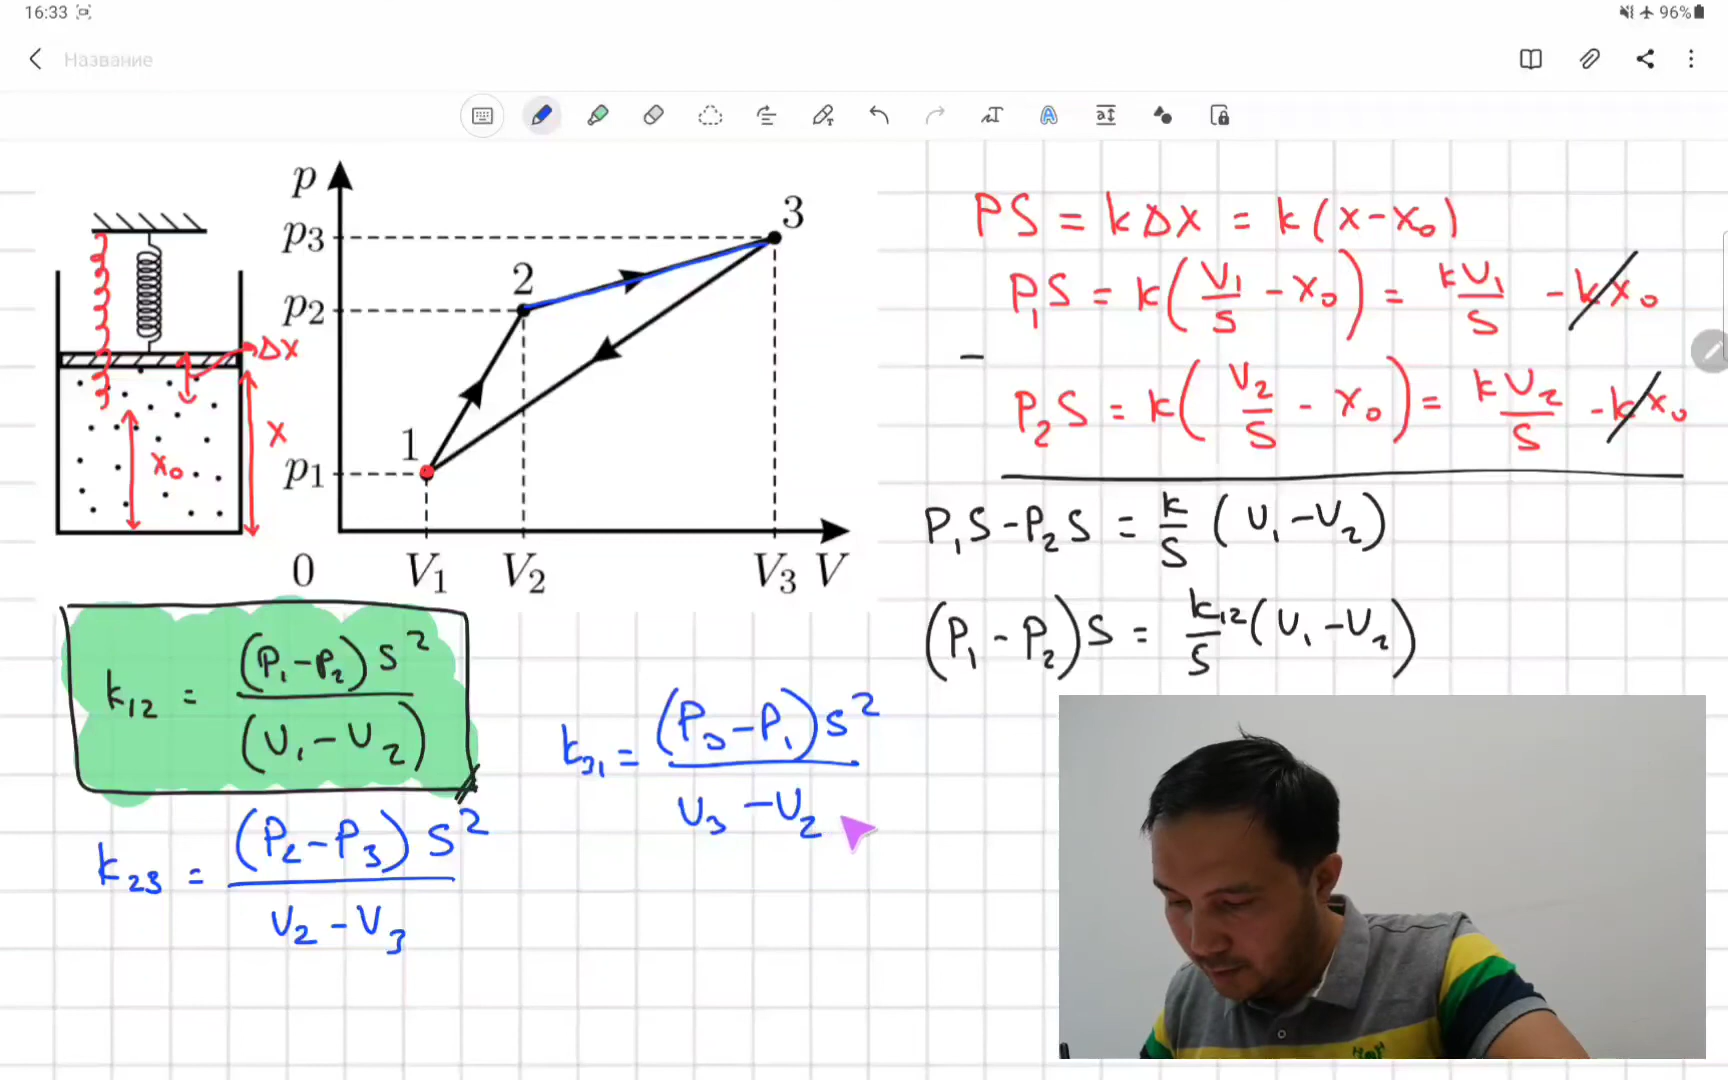 16:33
96%
Название
p
p3
p2
p1
0
V1
V2
V3 V
1
2
3
Δx
x
x₀
PS = kΔx = k(x-x₀)
P₁S = k(V₁/S - x₀) = kV₁/S - kx₀
-
P₂S = k(V₂/S - x₀) = kV₂/S - kx₀
P₁S-P₂S = k/S (V₁-V₂)
(P₁-P₂)S = k₁₂/S (V₁-V₂)
k₁₂ = (P₁-P₂)S²/(V₁-V₂)
k₃₁ = (P₃-P₁)S²/V₃-V₂
k₂₃ = (P₂-P₃)S²/V₂-V₃